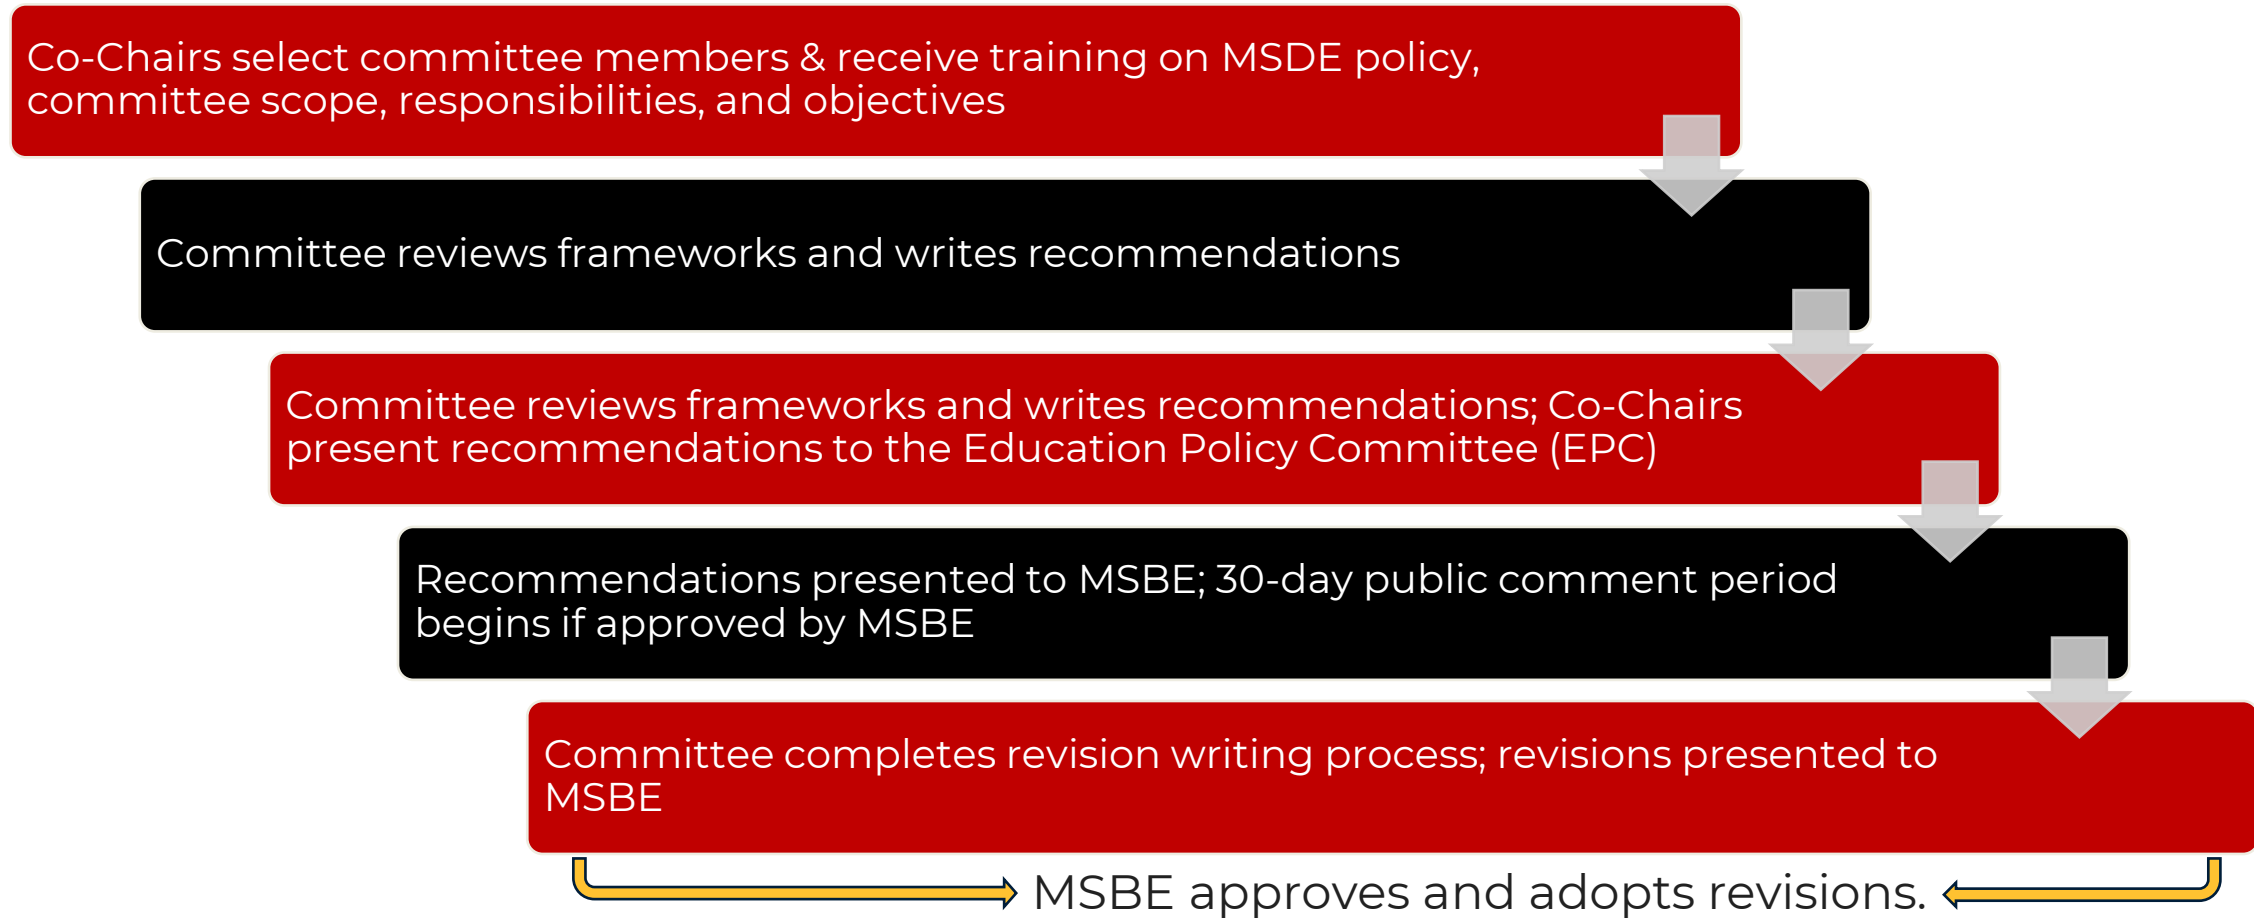 Co-Chairs select committee members & receive training on MSDE policy,
committee scope, responsibilities, and objectives
Committee reviews frameworks and writes recommendations
Committee reviews frameworks and writes recommendations; Co-Chairs
present recommendations to the Education Policy Committee (EPC)
Recommendations presented to MSBE; 30-day public comment period
begins if approved by MSBE
Committee completes revision writing process; revisions presented to
MSBE
MSBE approves and adopts revisions.